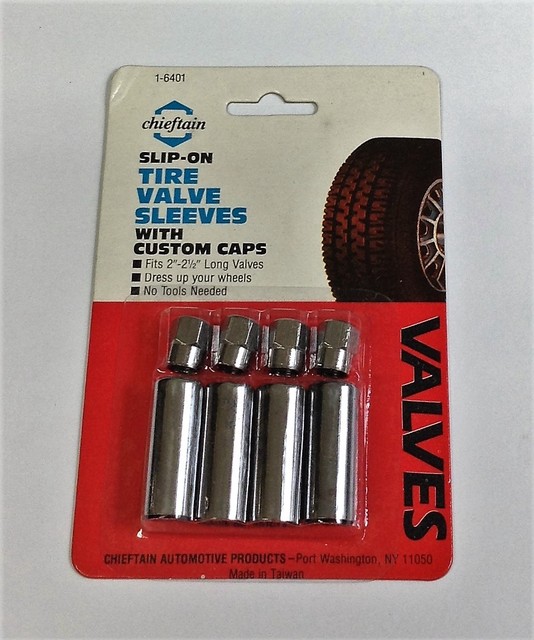 1-6401
chieftain
SLIP-ON
TIRE
VALVE
SLEEVES
WITH
CUSTOM CAPS
■ Fits 2"-2½" Long Valves
■ Dress up your wheels
■ No Tools Needed
VALVES
CHIEFTAIN AUTOMOTIVE PRODUCTS–Port Washington, NY 11050
Made in Taiwan